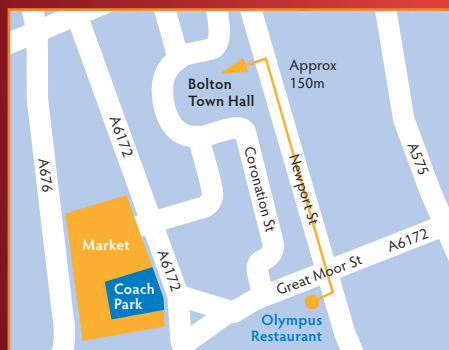 Approx
150m
Bolton
Town Hall
A6172
A676
Coronation St
Newport St
A575
Market
A6172
Coach
Park
Great Moor St
A6172
Olympus
Restaurant